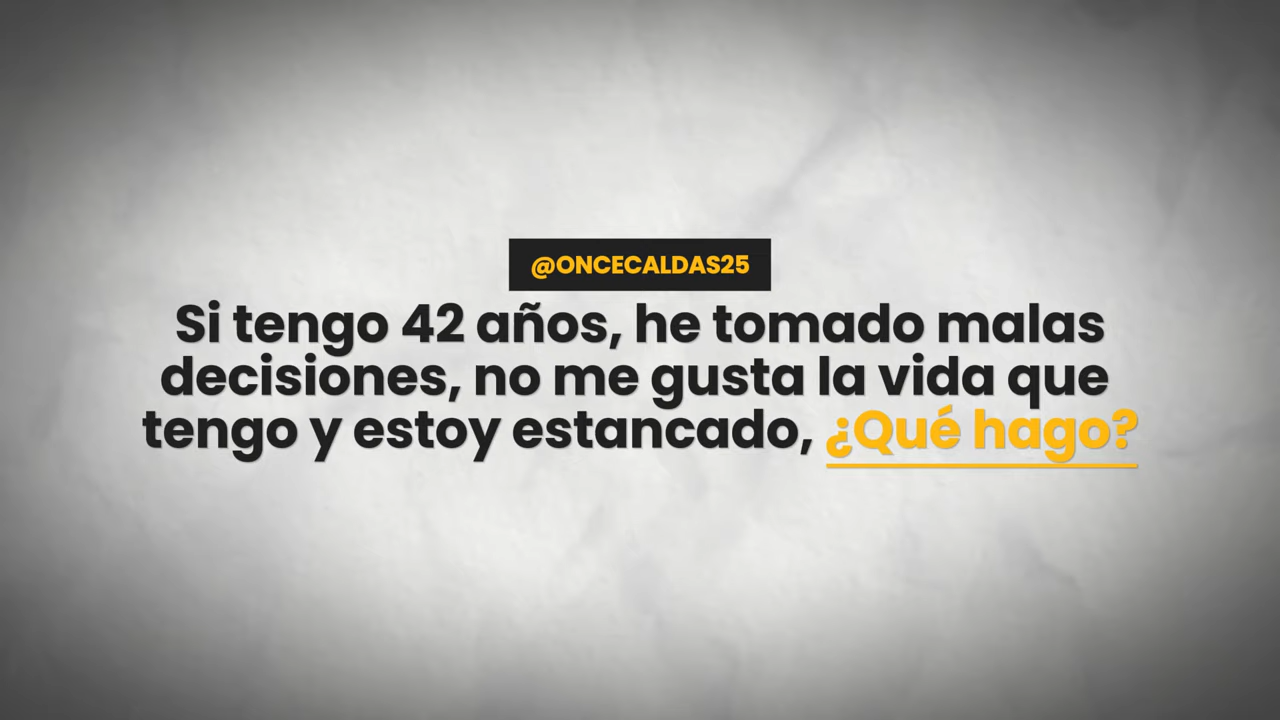 @ONCECALDAS25
Si tengo 42 años, he tomado malas
decisiones, no me gusta la vida que
tengo y estoy estancado, ¿Qué hago?